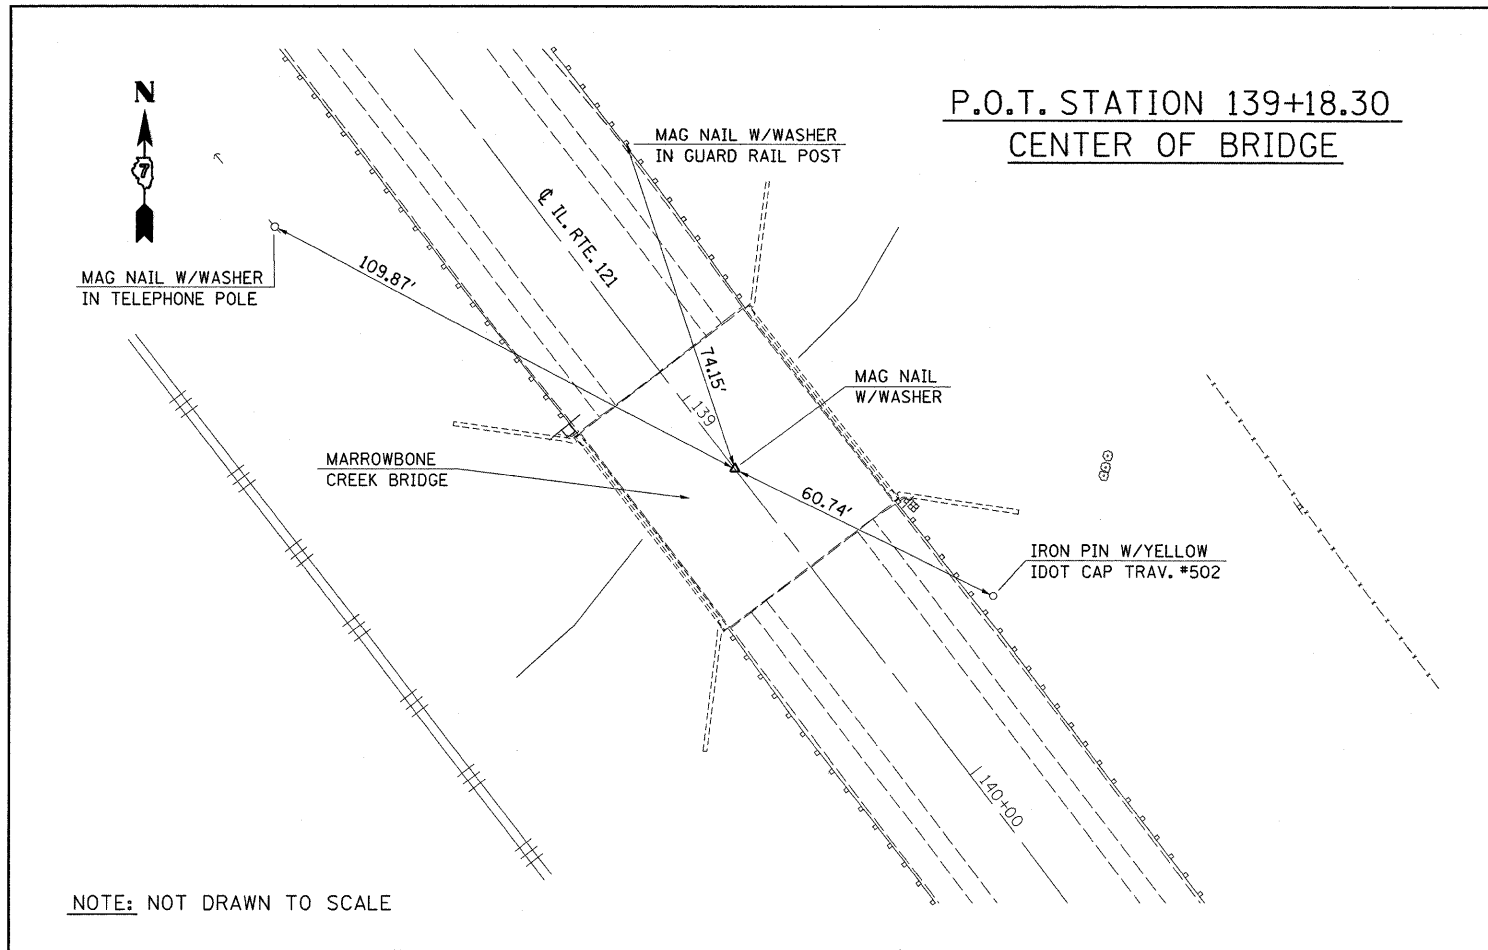 P.O.T. STATION 139+18.30
CENTER OF BRIDGE
N
7
MAG NAIL W/WASHER
IN GUARD RAIL POST
℄ IL. RTE. 121
MAG NAIL W/WASHER
IN TELEPHONE POLE
109.87'
74.15'
139
MAG NAIL
W/WASHER
MARROWBONE
CREEK BRIDGE
60.74'
IRON PIN W/YELLOW
IDOT CAP TRAV. #502
140+00
NOTE: NOT DRAWN TO SCALE